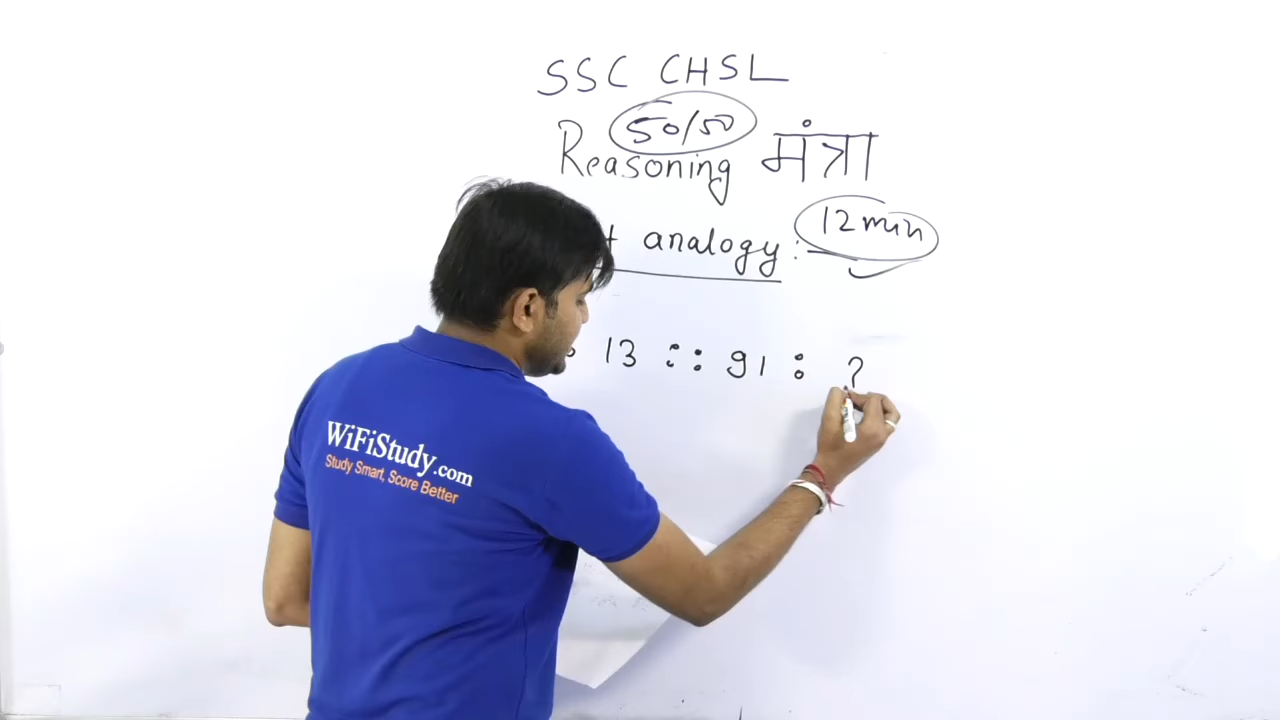 SSC CHSL
50/50
Reasoning मंत्रा
analogy :
12 min
: 13 :: 91 : ?
WiFiStudy.com
Study Smart, Score Better